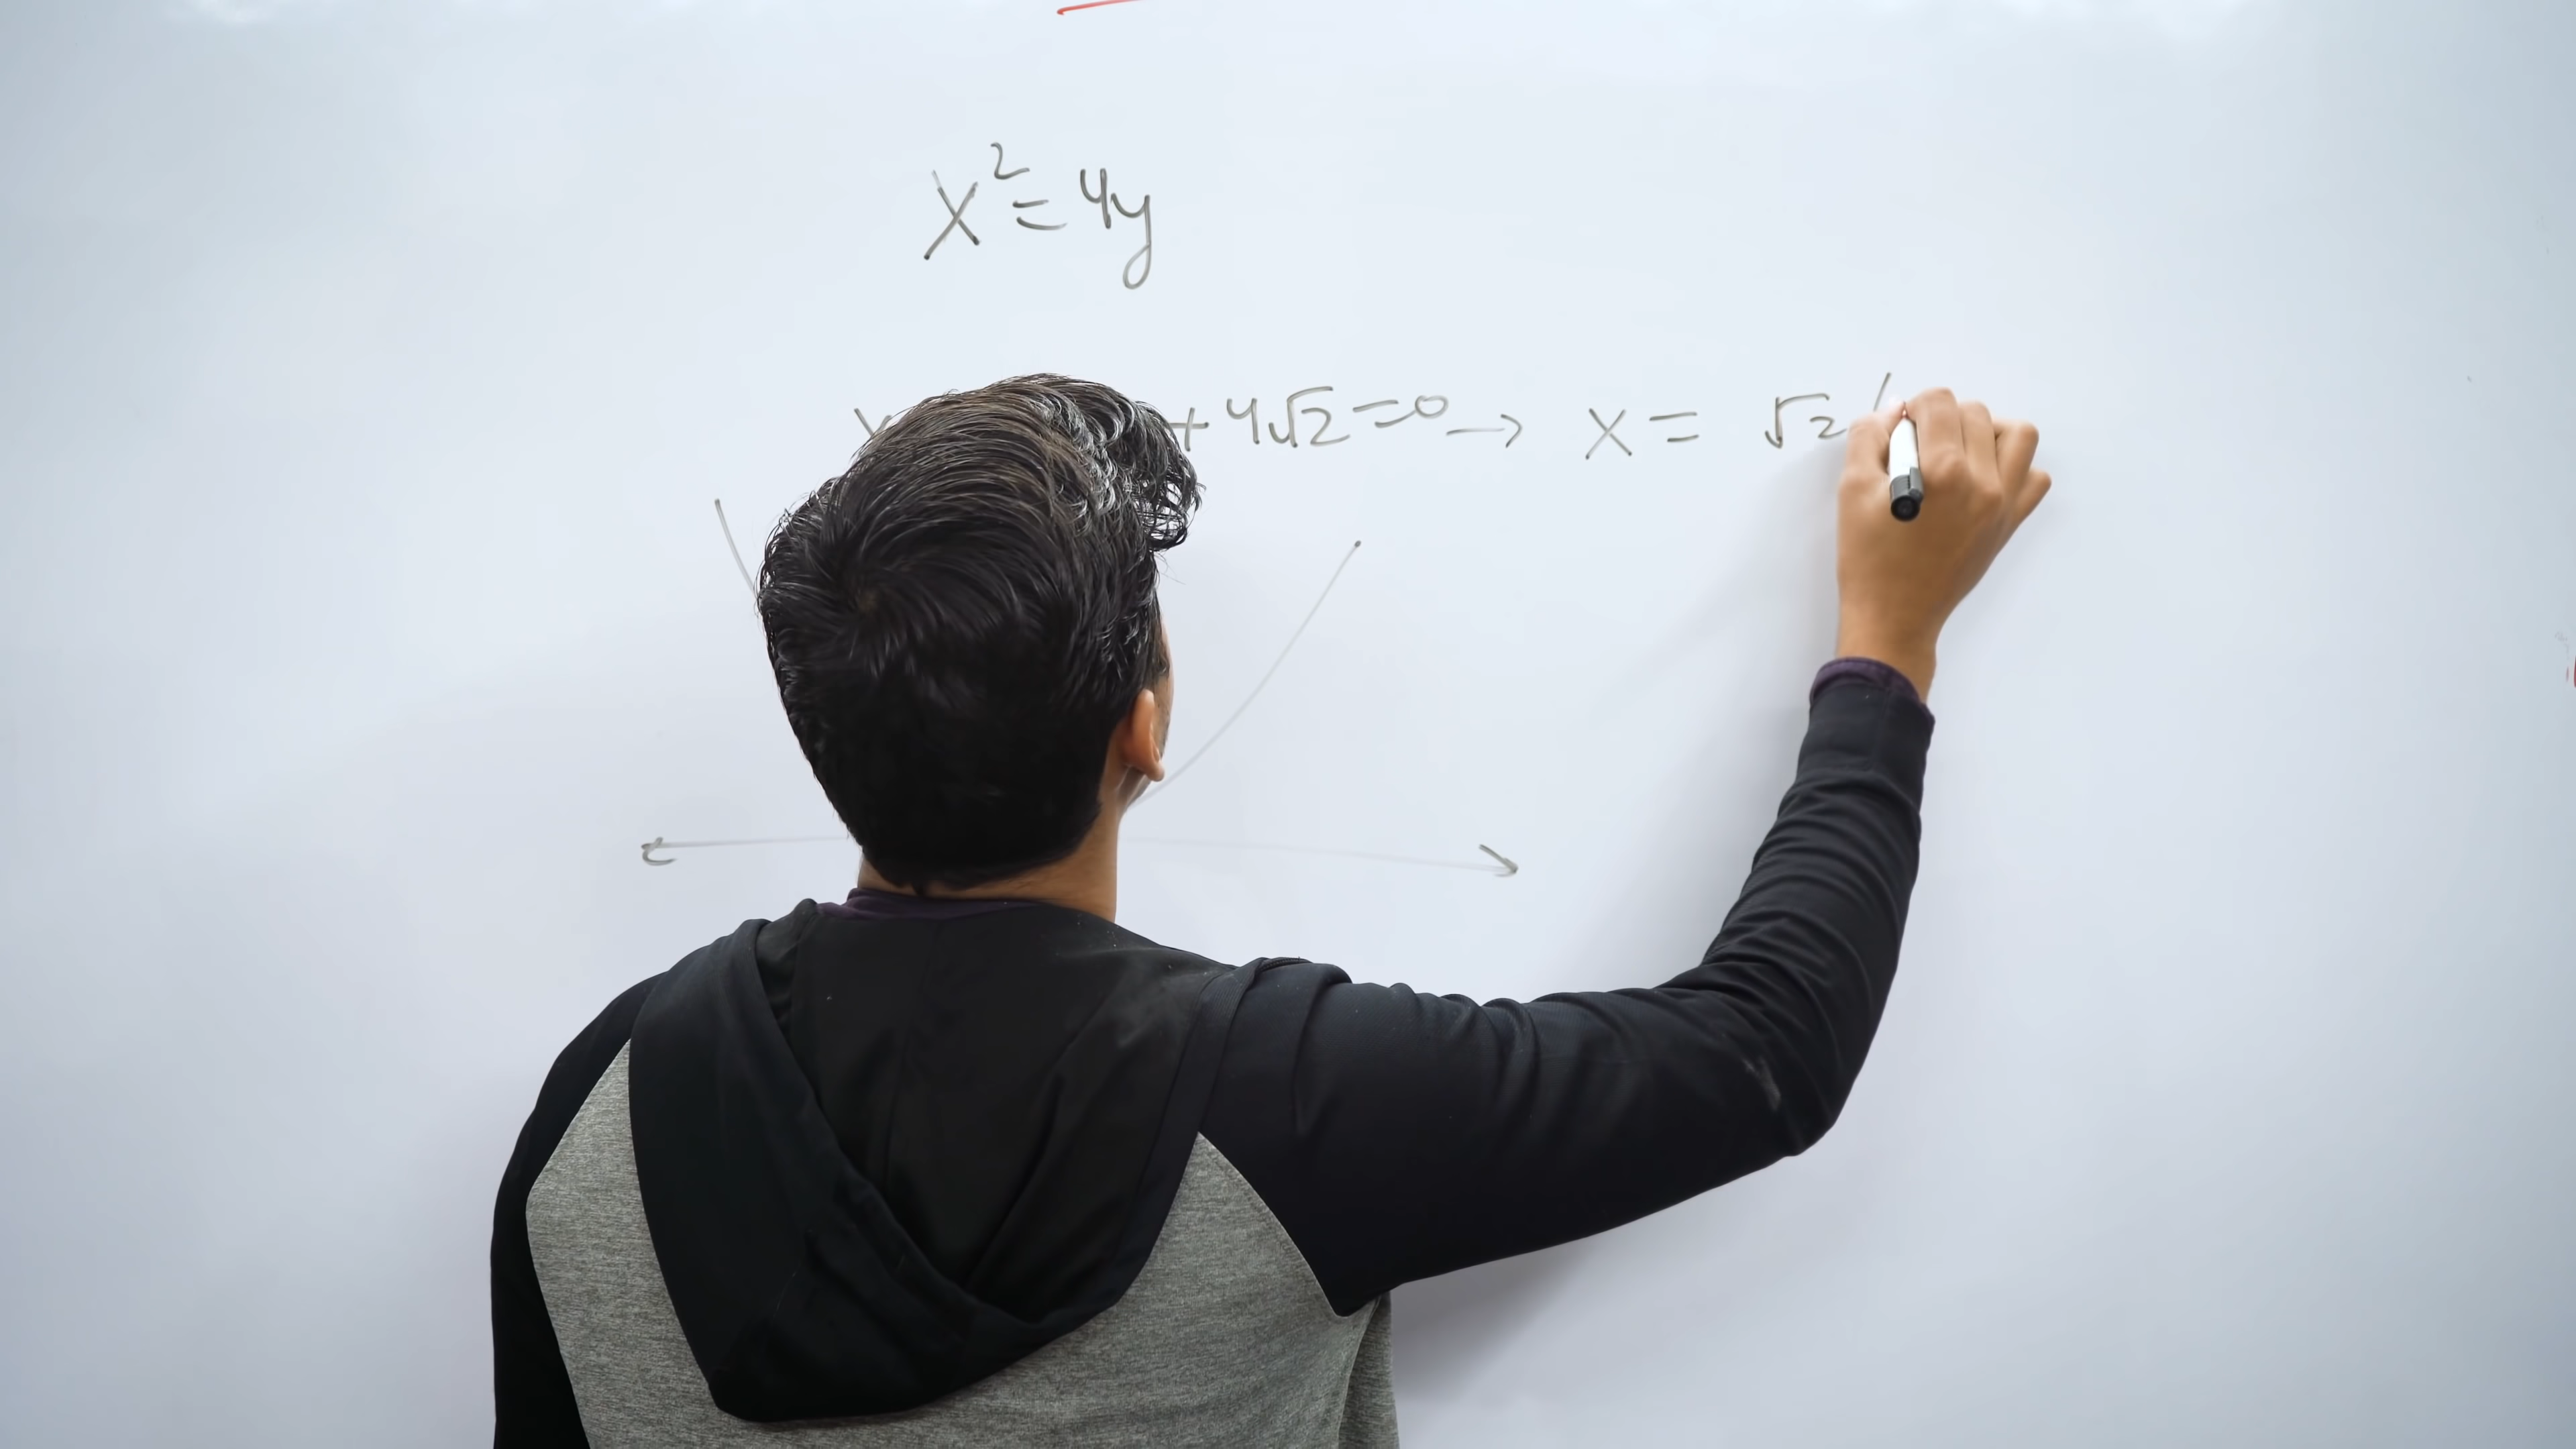 x² = 4y
x + 4√2 = 0 → x = √2